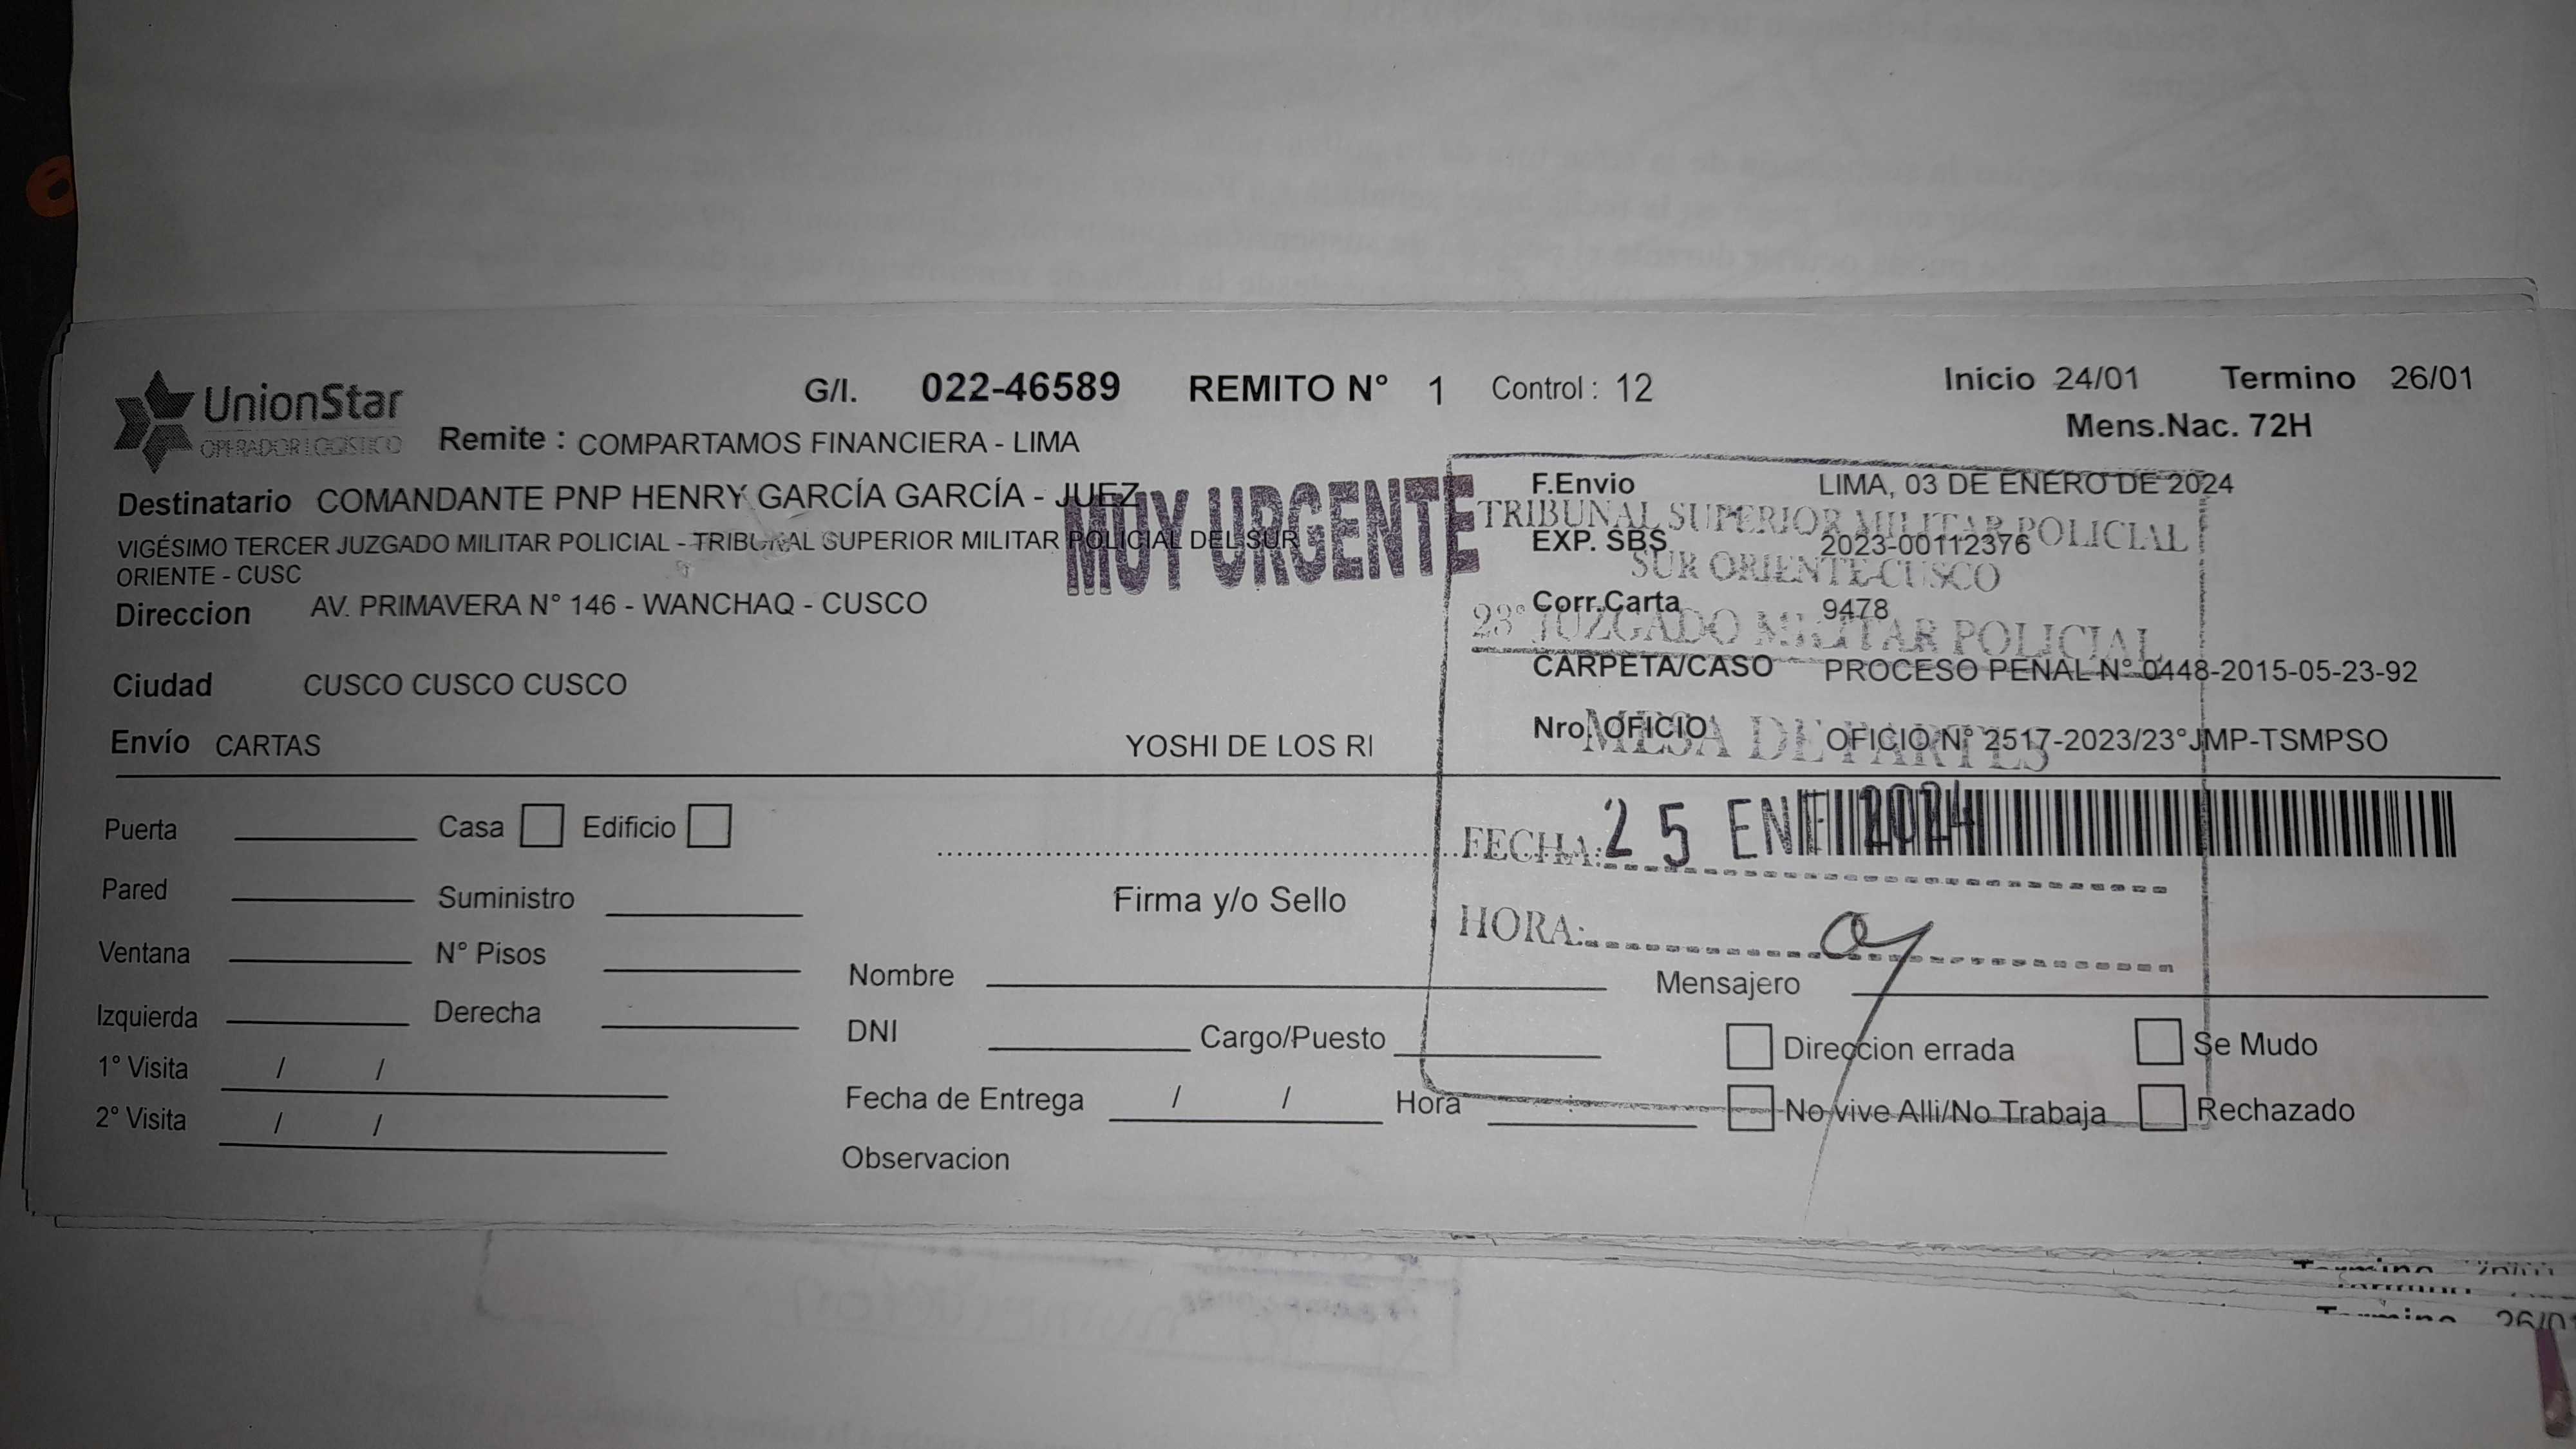 UnionStar
OPERADOR LOGISTICO
G/I. 022-46589 REMITO N° 1 Control : 12
Inicio 24/01 Termino 26/01
Mens.Nac. 72H
Remite : COMPARTAMOS FINANCIERA - LIMA
Destinatario COMANDANTE PNP HENRY GARCÍA GARCÍA - JUEZ
VIGÉSIMO TERCER JUZGADO MILITAR POLICIAL - TRIBUNAL SUPERIOR MILITAR POLICIAL DEL SUR
ORIENTE - CUSC
Direccion AV. PRIMAVERA N° 146 - WANCHAQ - CUSCO
Ciudad CUSCO CUSCO CUSCO
Envío CARTAS YOSHI DE LOS RI
MUY URGENTE
F.Envio LIMA, 03 DE ENERO DE 2024
EXP. SBS 2023-00112376
Corr.Carta 9478
CARPETA/CASO PROCESO PENAL N° 0448-2015-05-23-92
Nro. OFICIO OFICIO N° 2517-2023/23°JMP-TSMPSO
TRIBUNAL SUPERIOR MILITAR POLICIAL
SUR ORIENTE-CUSCO
23° JUZGADO MILITAR POLICIAL
MESA DE PARTES
FECHA: 25 ENE 2024
HORA:
Puerta Casa Edificio
Pared Suministro
Ventana N° Pisos
Izquierda Derecha
1° Visita / /
2° Visita / /
Firma y/o Sello
Nombre Mensajero
DNI Cargo/Puesto
Fecha de Entrega / / Hora :
Observacion
Direccion errada Se Mudo
No vive Alli/No Trabaja Rechazado
Termino 26/01